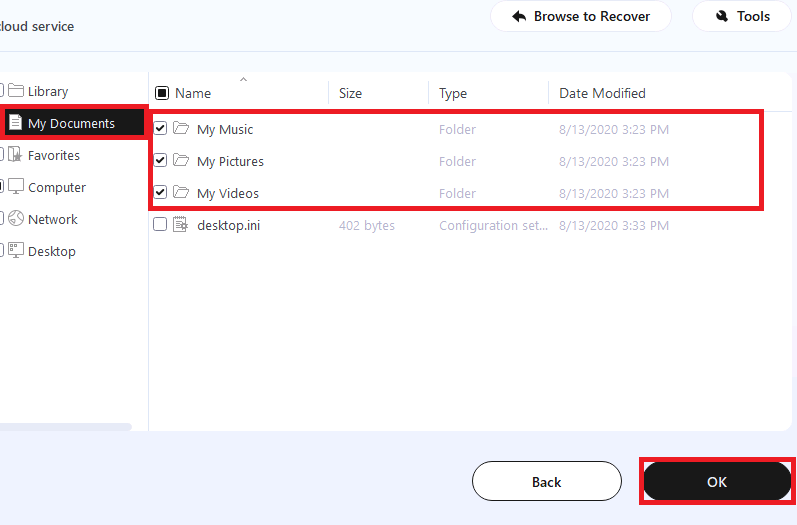 cloud service
Browse to Recover
Tools
Library
My Documents
Favorites
Computer
Network
Desktop
Name Size Type Date Modified
My Music Folder 8/13/2020 3:23 PM
My Pictures Folder 8/13/2020 3:23 PM
My Videos Folder 8/13/2020 3:23 PM
desktop.ini 402 bytes Configuration set... 8/13/2020 3:33 PM
Back
OK